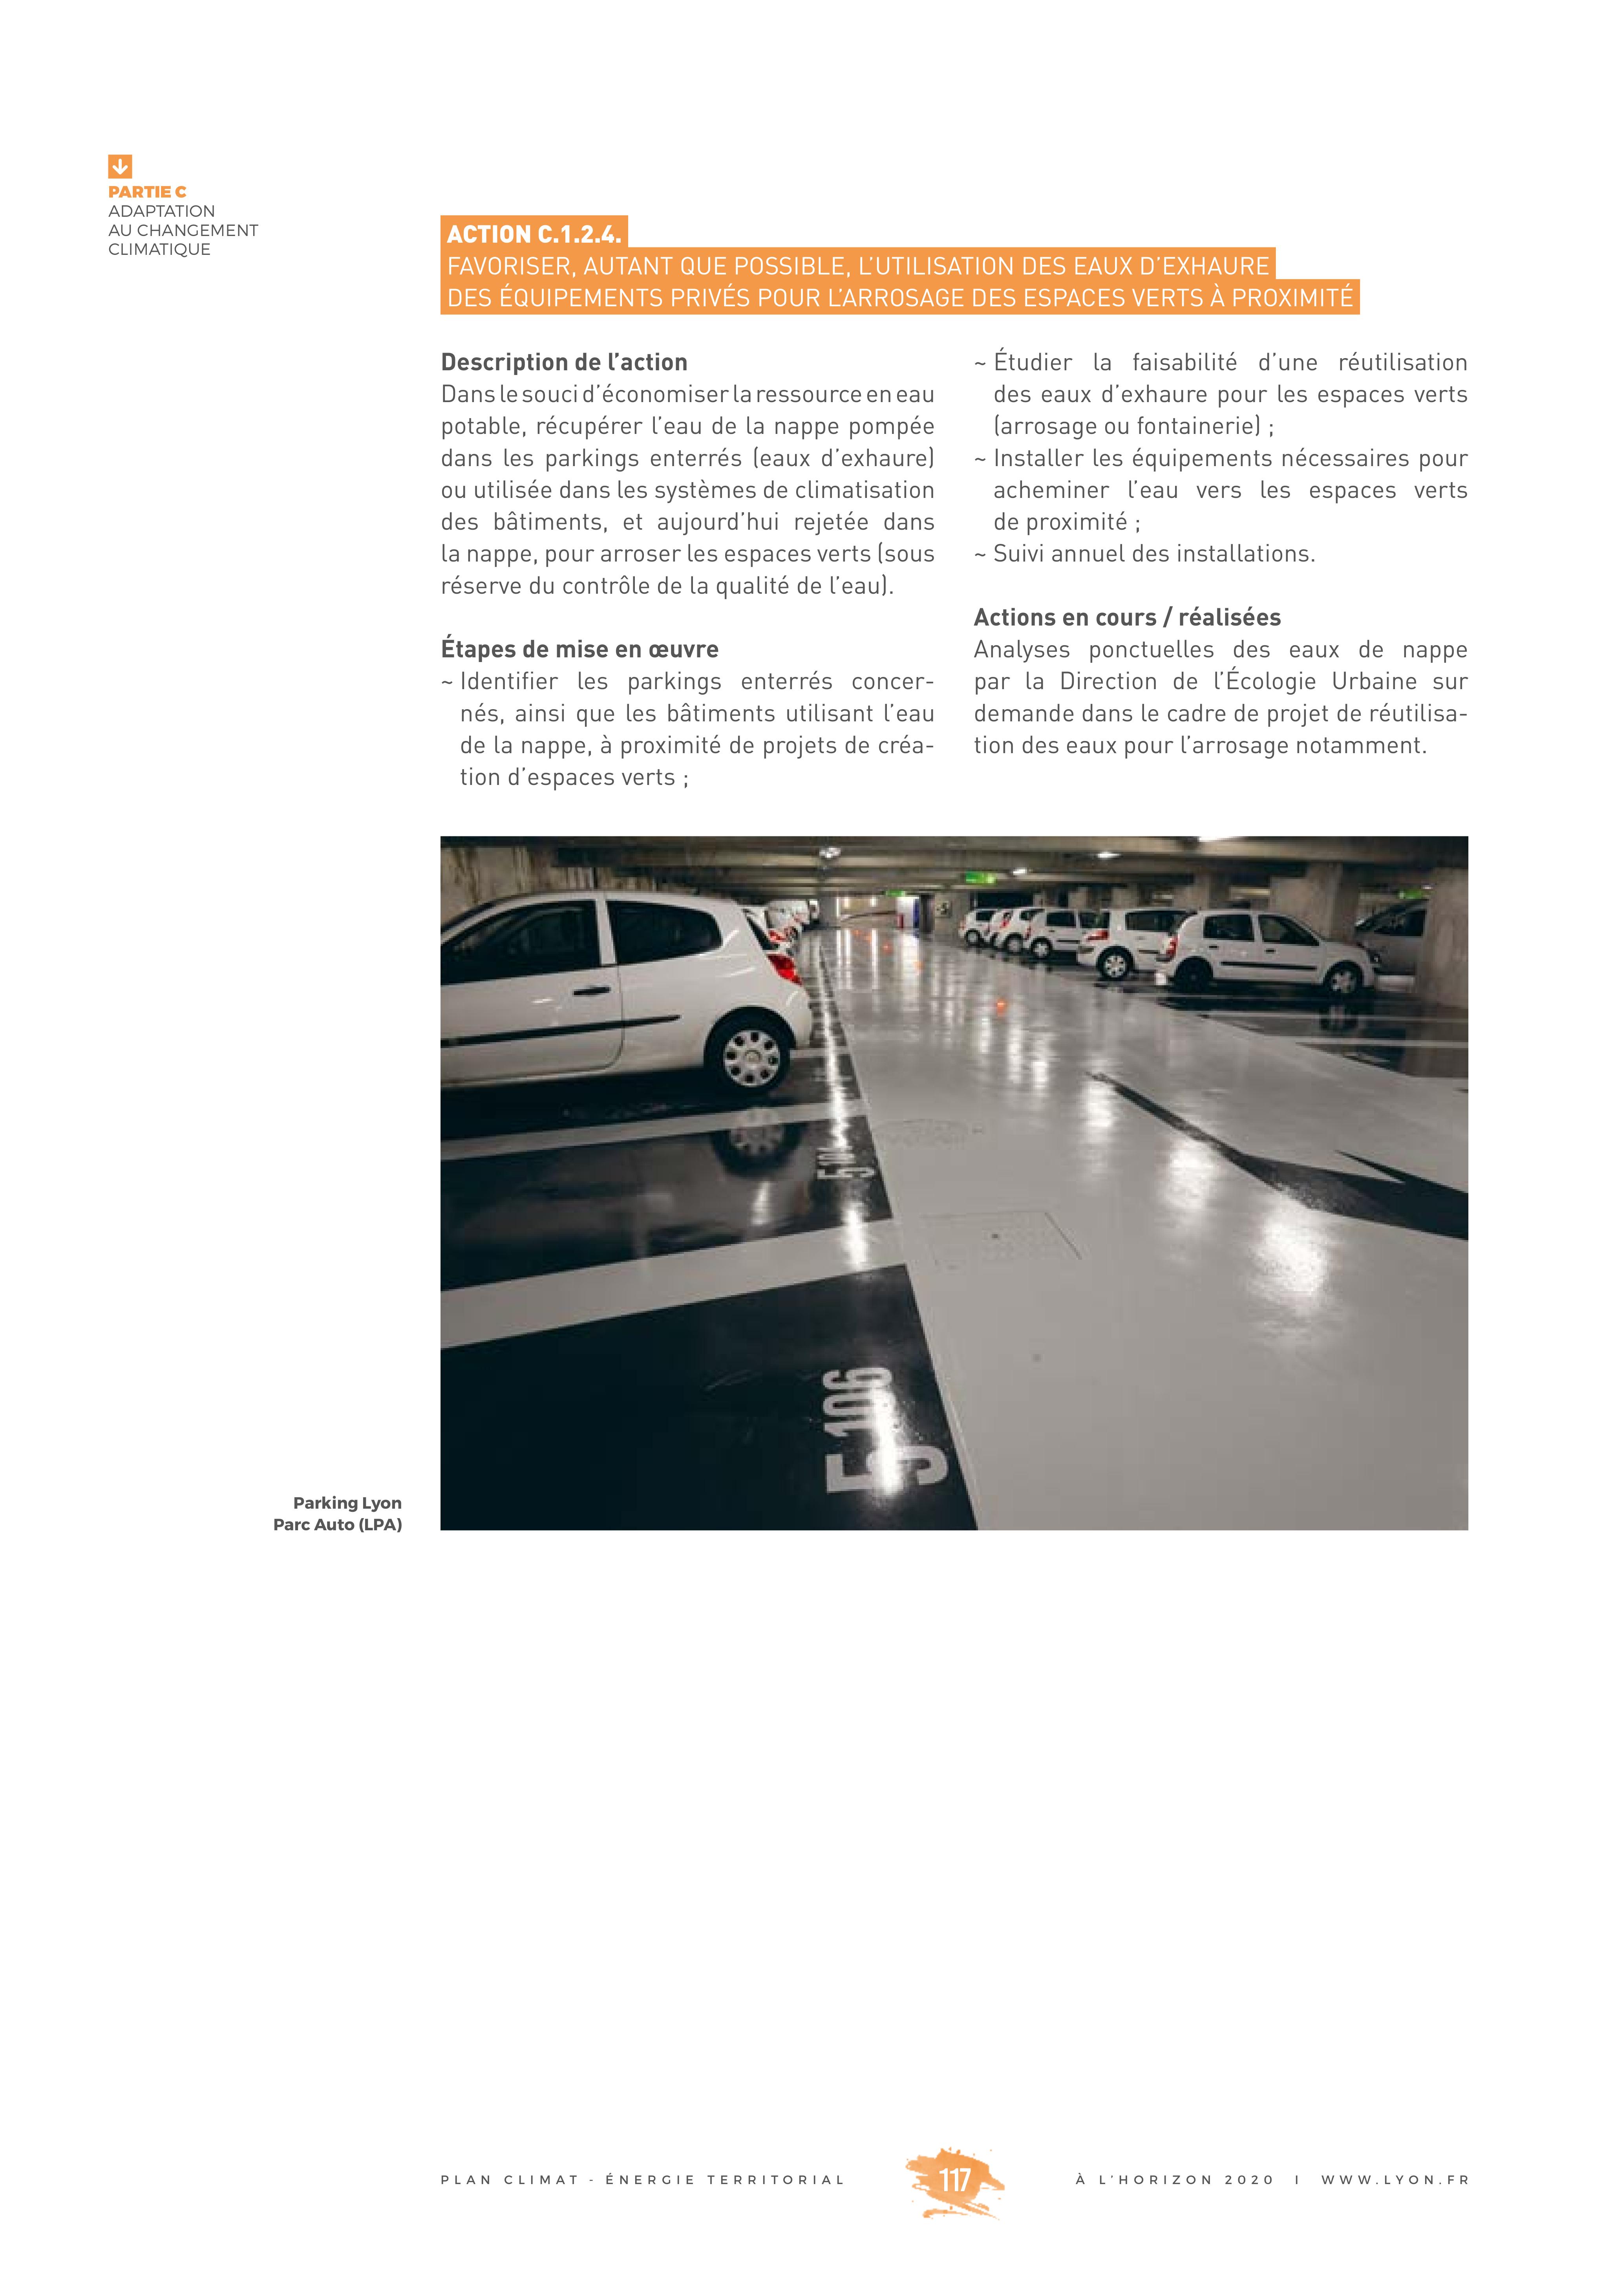 PARTIE C
ADAPTATION
AU CHANGEMENT
CLIMATIQUE
ACTION C.1.2.4.
FAVORISER, AUTANT QUE POSSIBLE, L'UTILISATION DES EAUX D'EXHAURE
DES ÉQUIPEMENTS PRIVÉS POUR L'ARROSAGE DES ESPACES VERTS À PROXIMITÉ
Description de l'action
Dans le souci d'économiser la ressource en eau
potable, récupérer l'eau de la nappe pompée
dans les parkings enterrés (eaux d'exhaure)
ou utilisée dans les systèmes de climatisation
des bâtiments, et aujourd'hui rejetée dans
la nappe, pour arroser les espaces verts (sous
réserve du contrôle de la qualité de l'eau).
Étapes de mise en œuvre
~ Identifier les parkings enterrés concer-
nés, ainsi que les bâtiments utilisant l'eau
de la nappe, à proximité de projets de créa-
tion d'espaces verts ;
~ Étudier la faisabilité d'une réutilisation
des eaux d'exhaure pour les espaces verts
(arrosage ou fontainerie) ;
~ Installer les équipements nécessaires pour
acheminer l'eau vers les espaces verts
de proximité ;
~ Suivi annuel des installations.
Actions en cours / réalisées
Analyses ponctuelles des eaux de nappe
par la Direction de l'Écologie Urbaine sur
demande dans le cadre de projet de réutilisa-
tion des eaux pour l'arrosage notamment.
5 104
5 106
Parking Lyon
Parc Auto (LPA)
PLAN CLIMAT - ÉNERGIE TERRITORIAL
117
À L'HORIZON 2020 I WWW.LYON.FR